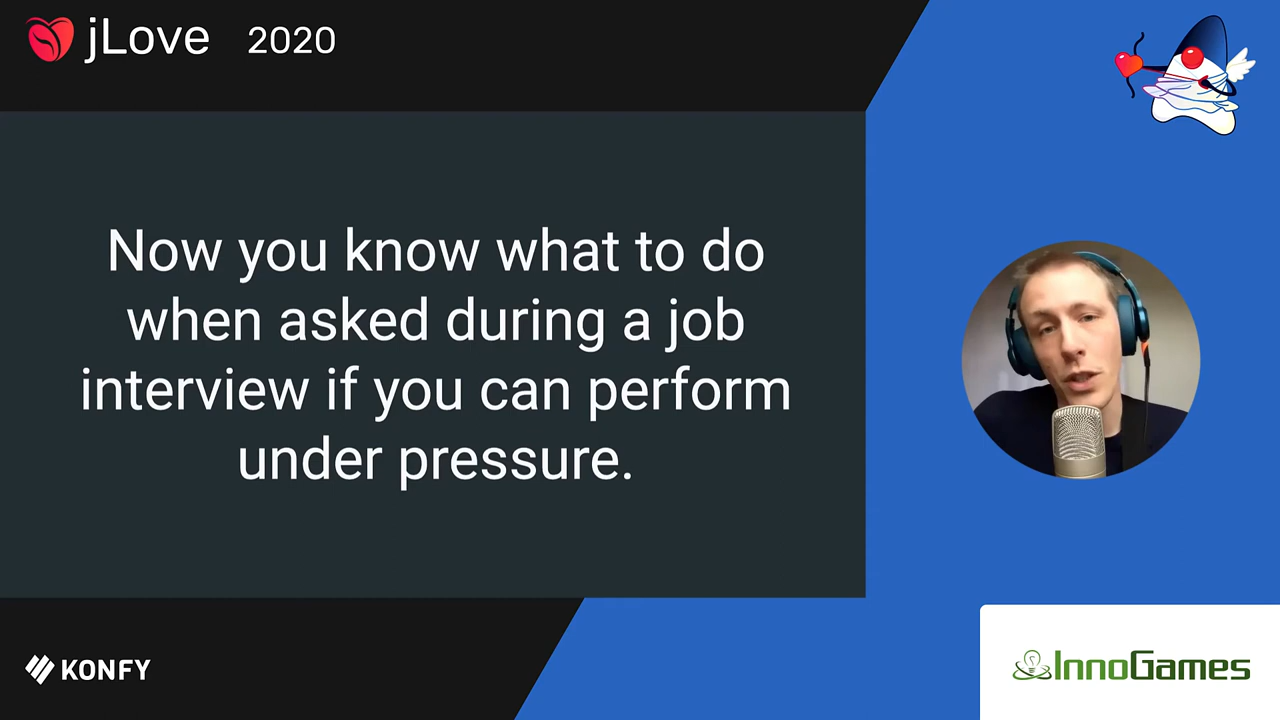 jLove 2020
Now you know what to do
when asked during a job
interview if you can perform
under pressure.
KONFY
InnoGames